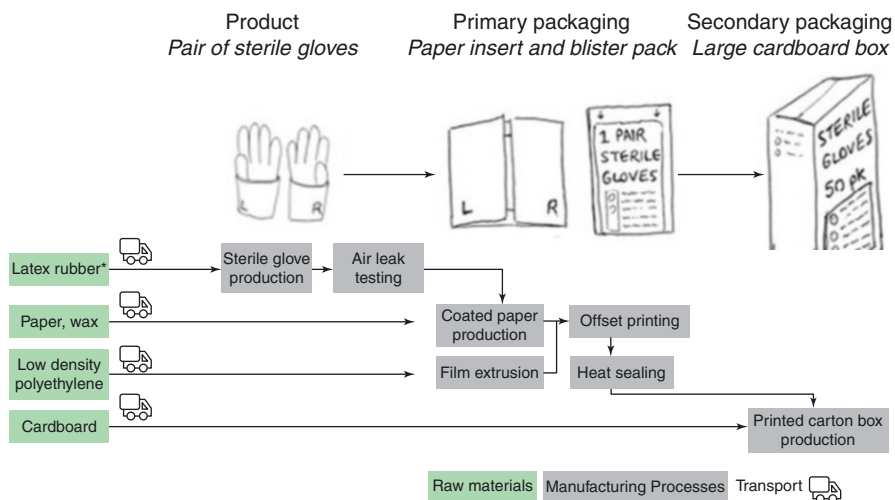 Product
Pair of sterile gloves
Primary packaging
Paper insert and blister pack
Secondary packaging
Large cardboard box
L
R
L
R
1 PAIR
STERILE
GLOVES
STERILE
GLOVES
50 pk
Latex rubber*
Sterile glove
production
Air leak
testing
Paper, wax
Coated paper
production
Offset printing
Low density
polyethylene
Film extrusion
Heat sealing
Cardboard
Printed carton box
production
Raw materials
Manufacturing Processes
Transport